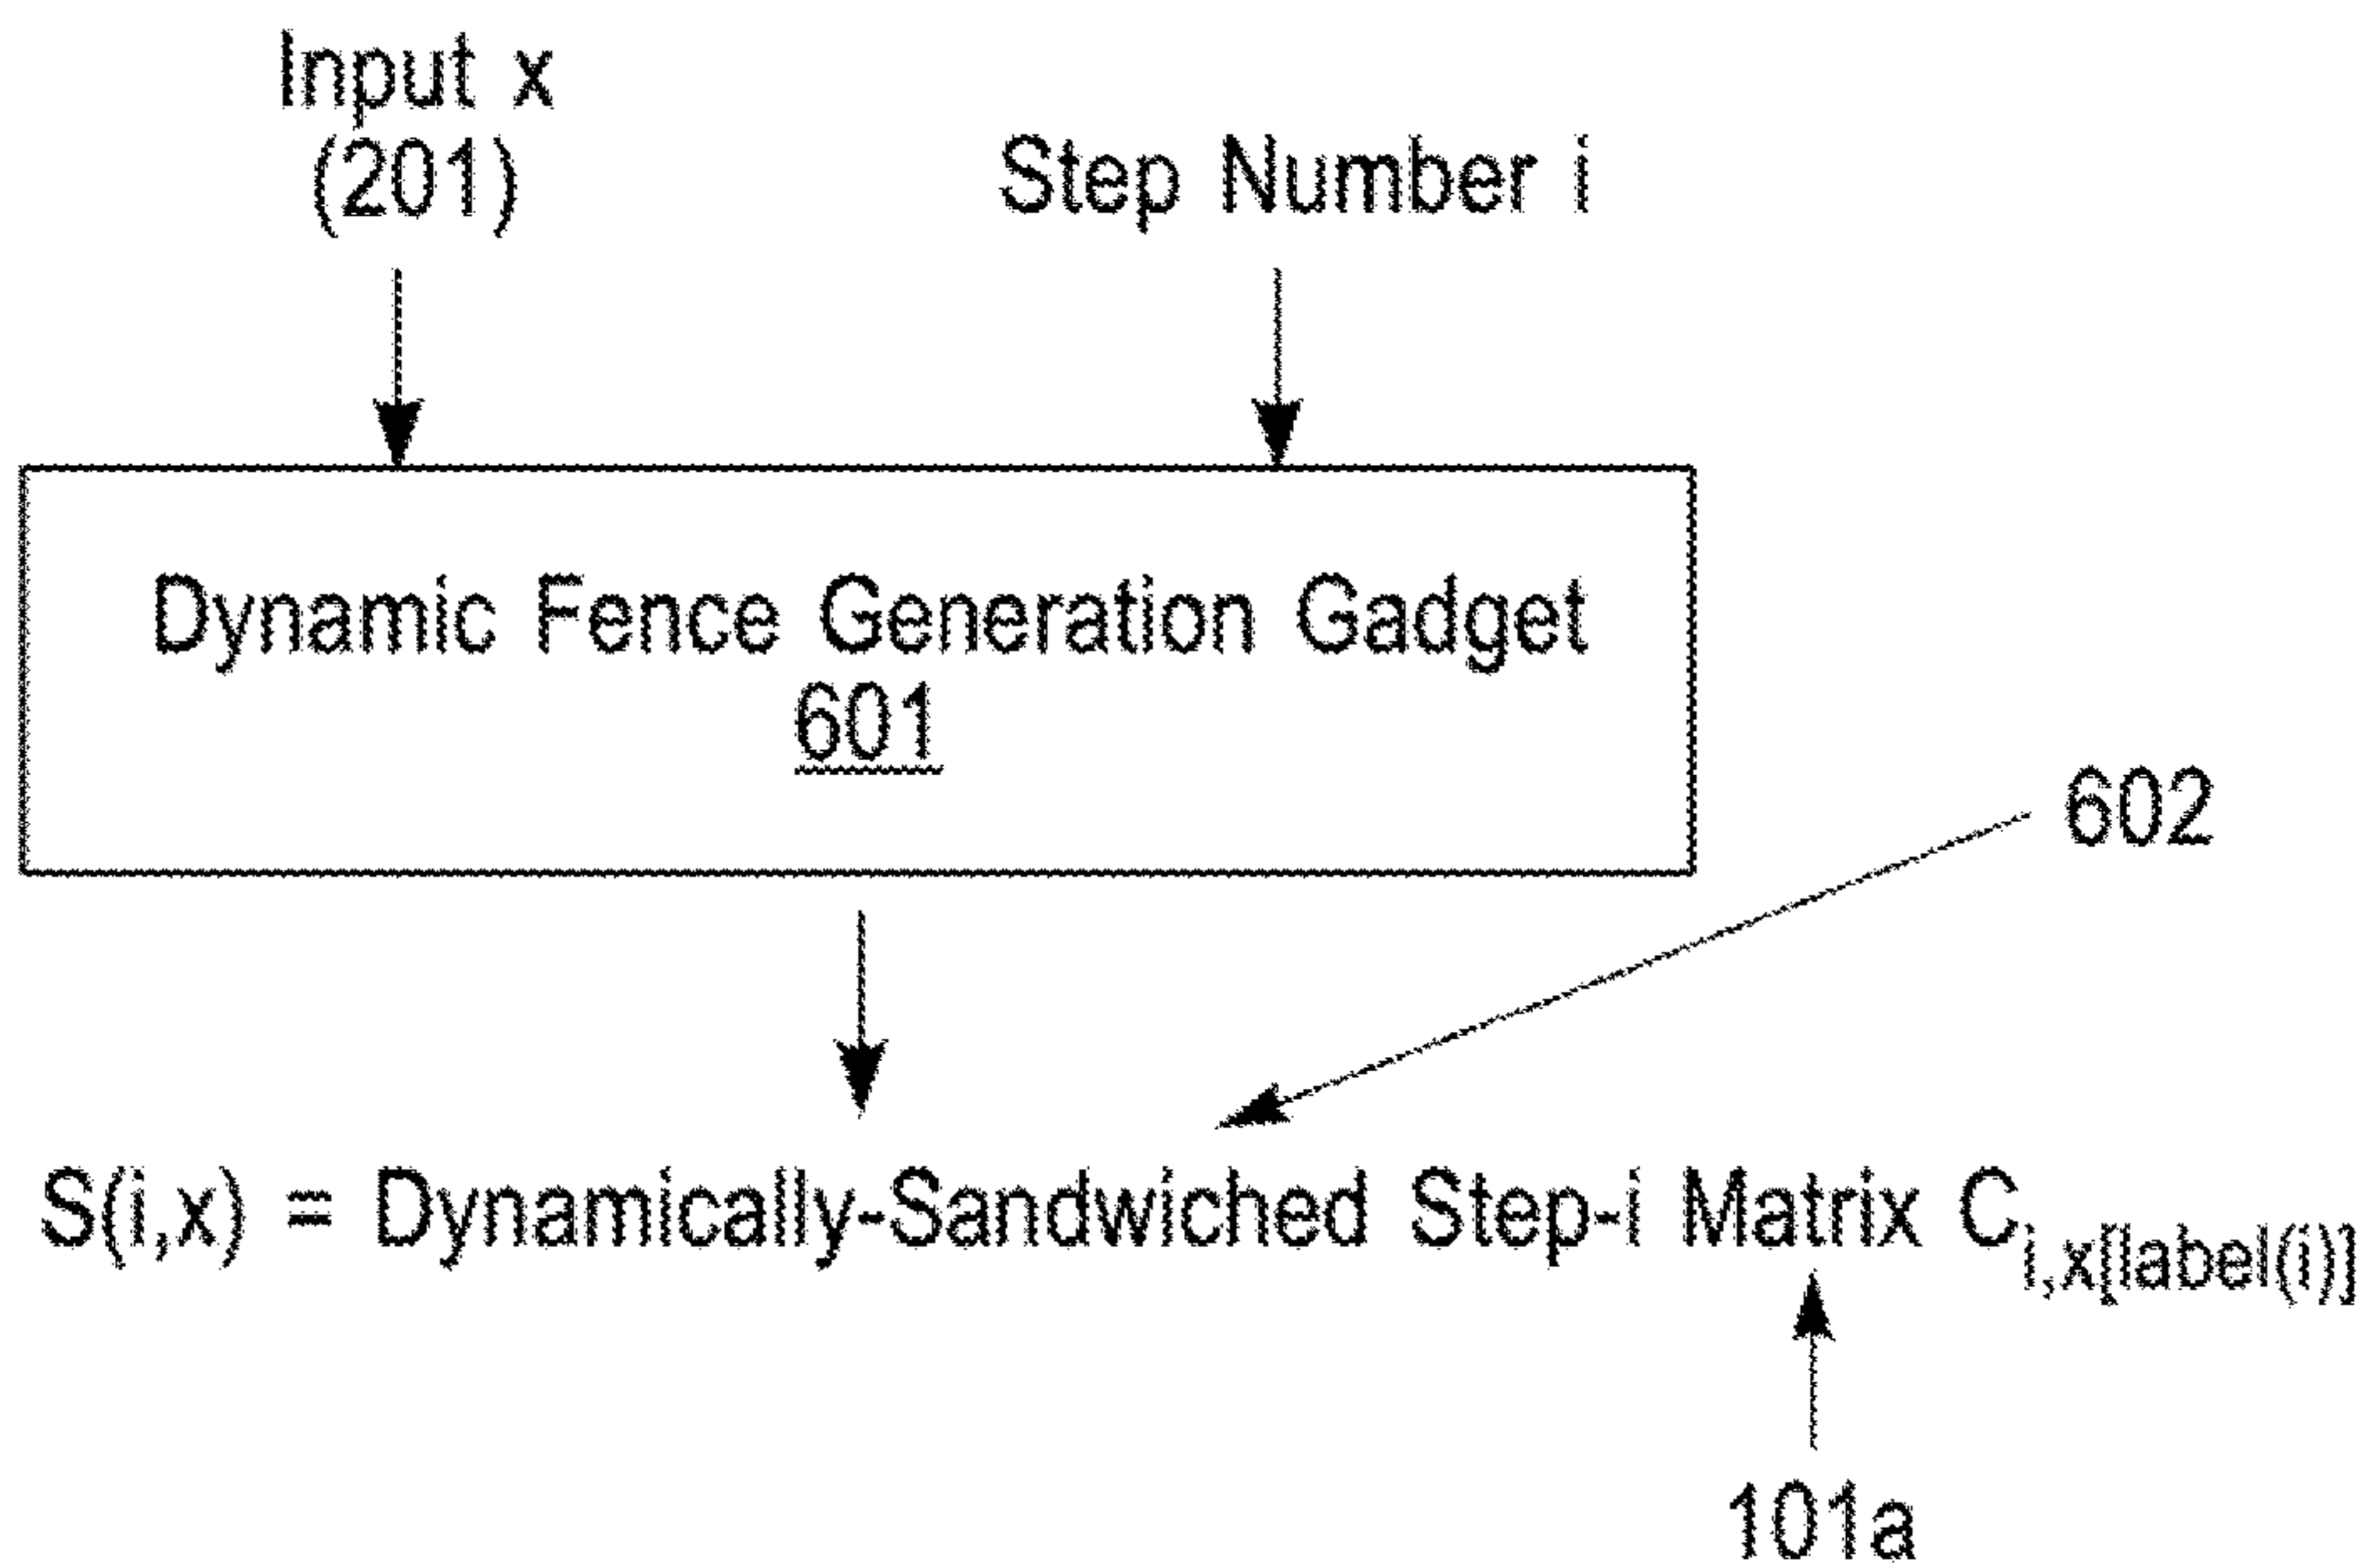 Input x
(201)
Step Number i
Dynamic Fence Generation Gadget
601
602
S(i,x) = Dynamically-Sandwiched Step-i Matrix C_{i,x[label(i)]}
101a